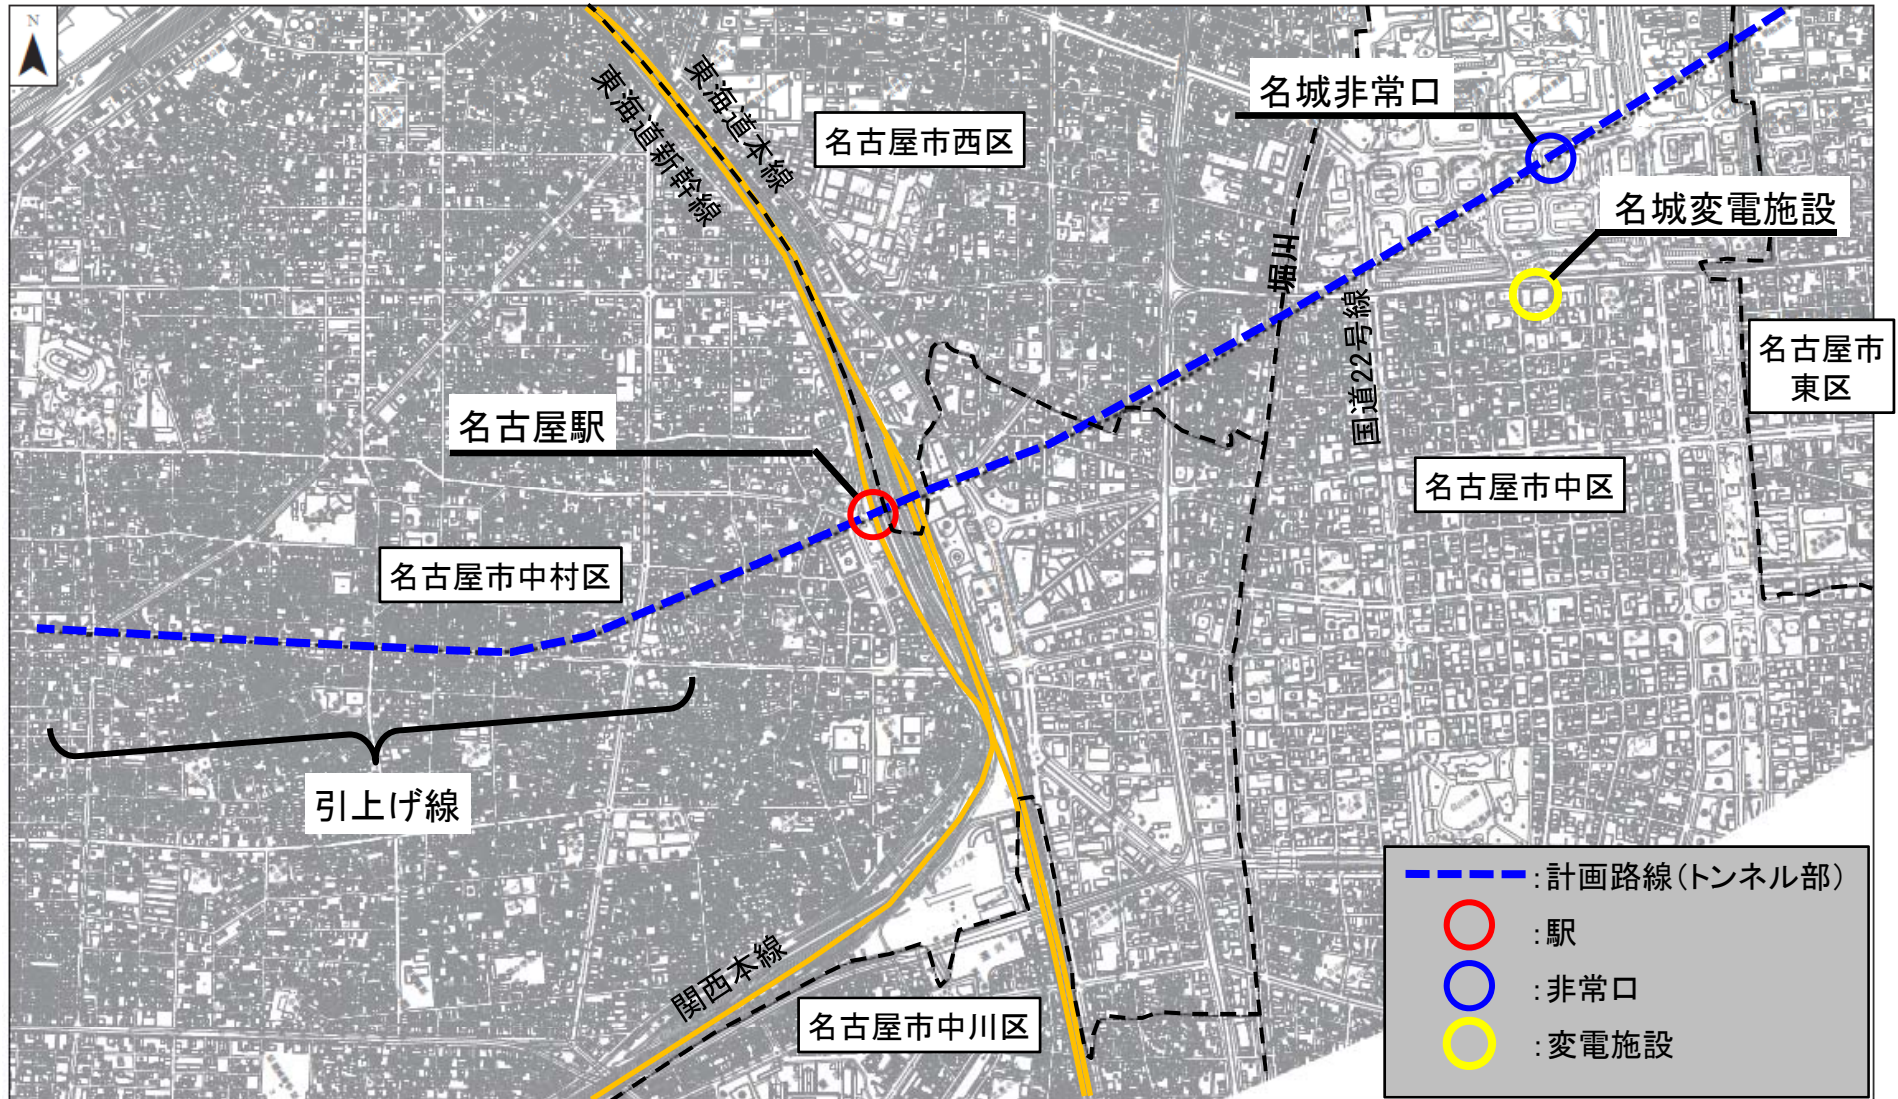 N
東海道本線
東海道新幹線
名古屋市西区
名城非常口
名城変電施設
堀川
国道22号線
名古屋市
東区
名古屋駅
名古屋市中区
名古屋市中村区
引上げ線
関西本線
名古屋市中川区
:計画路線(トンネル部)
:駅
:非常口
:変電施設